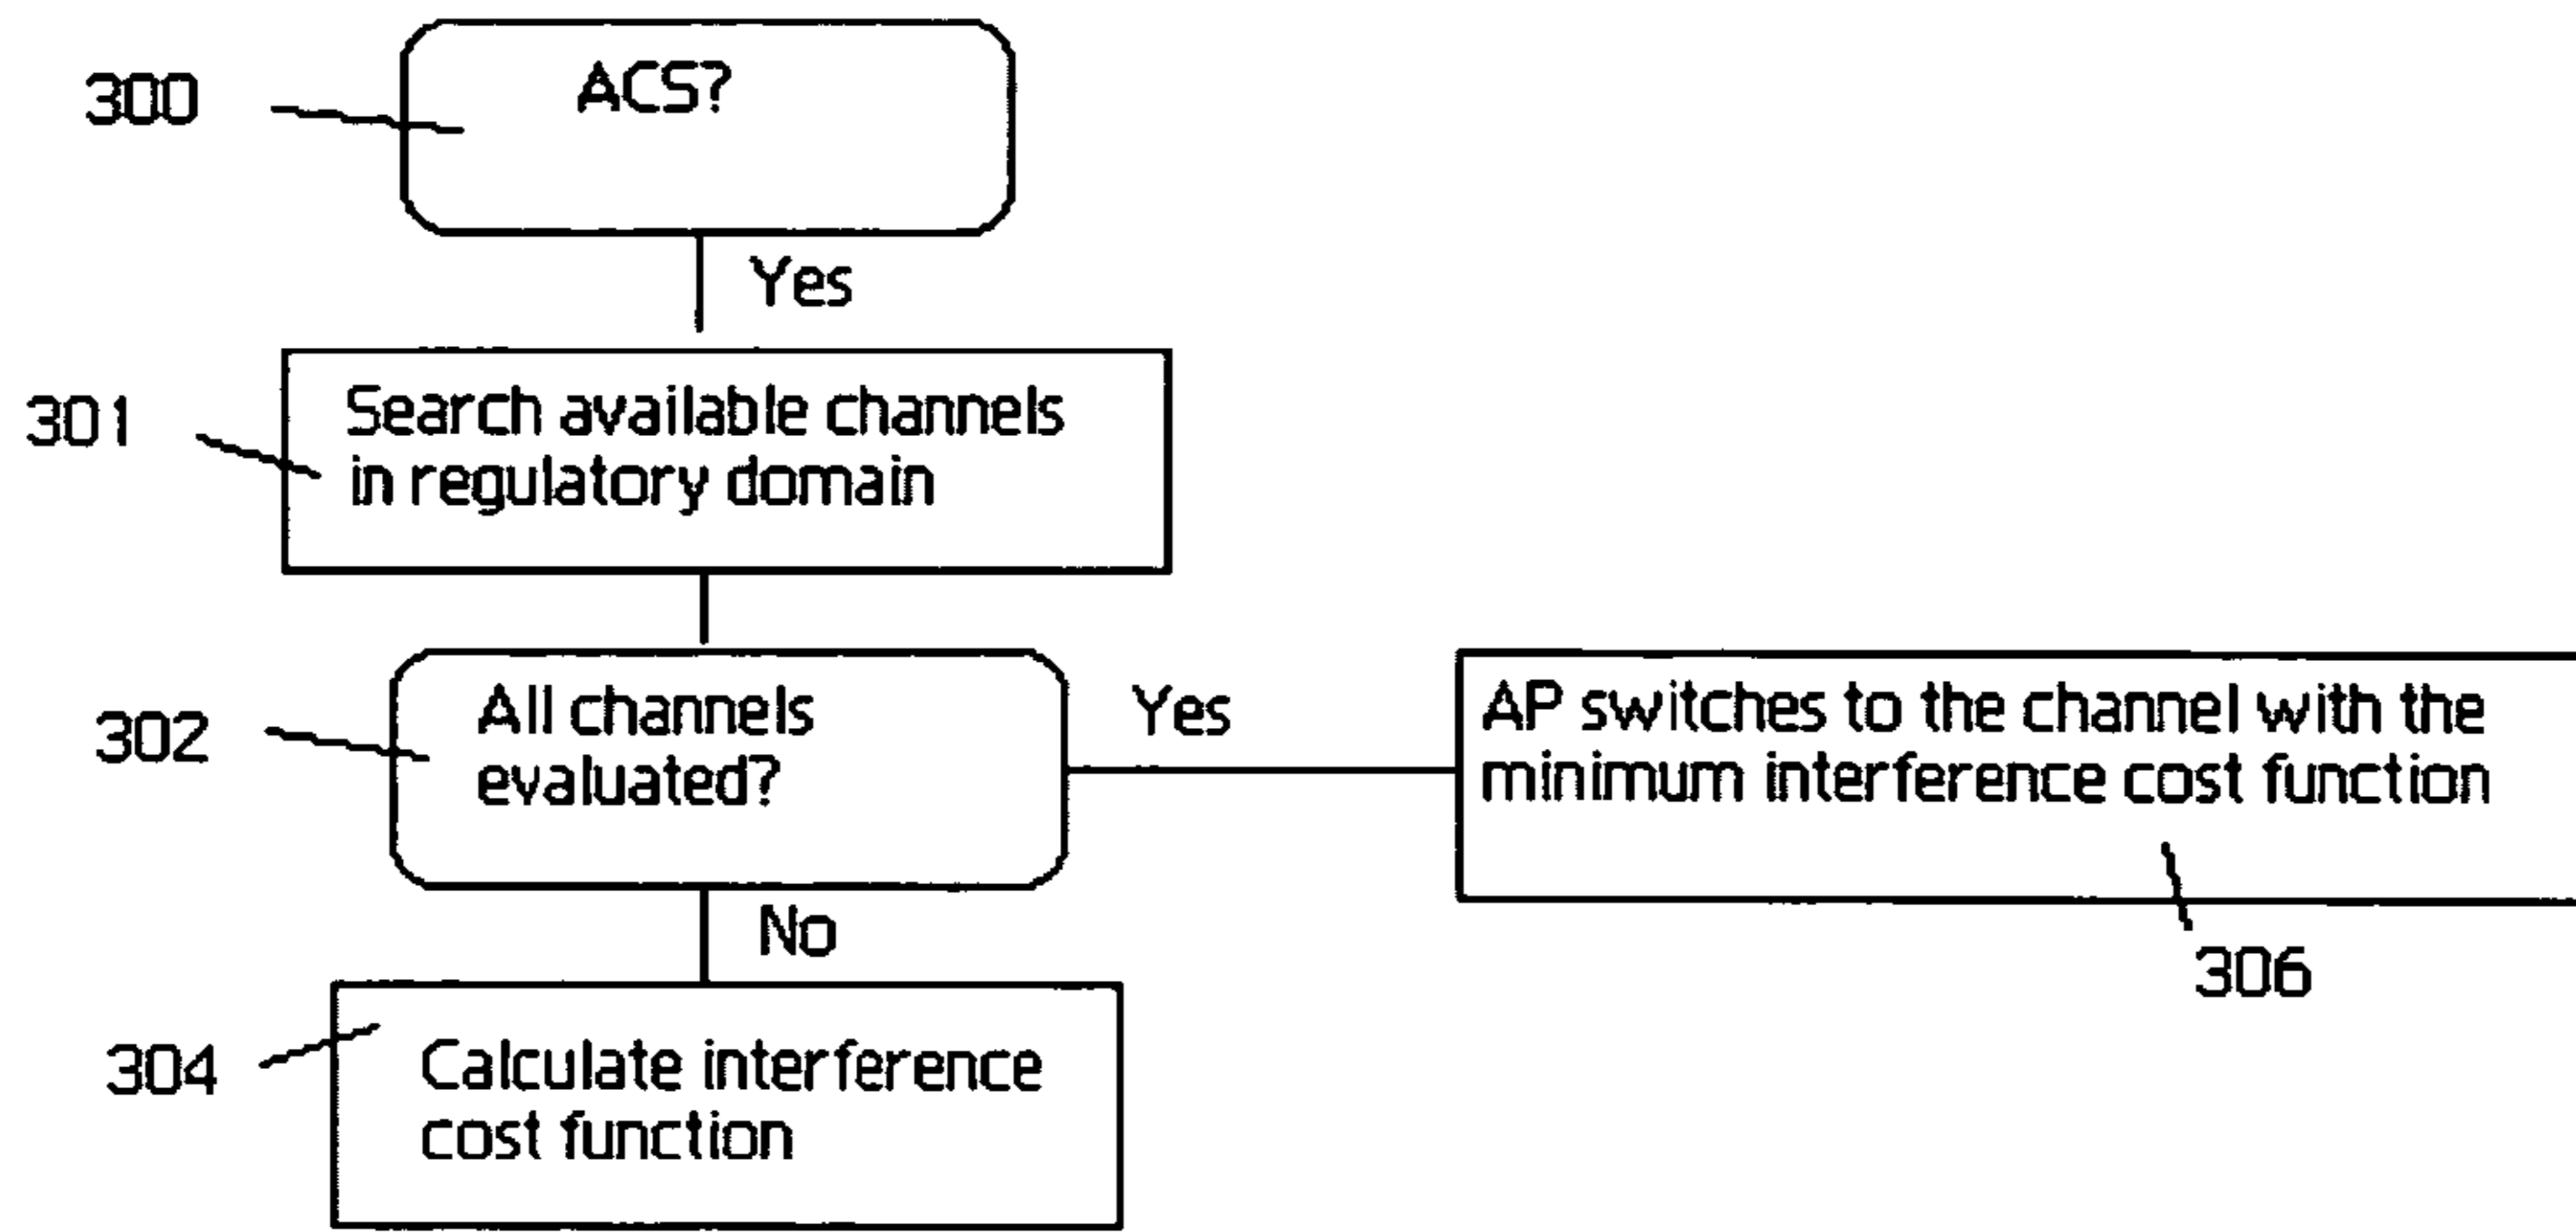 300
ACS?
Yes
301
Search available channels
in regulatory domain
302
All channels
evaluated?
Yes
AP switches to the channel with the
minimum interference cost function
306
No
304
Calculate interference
cost function